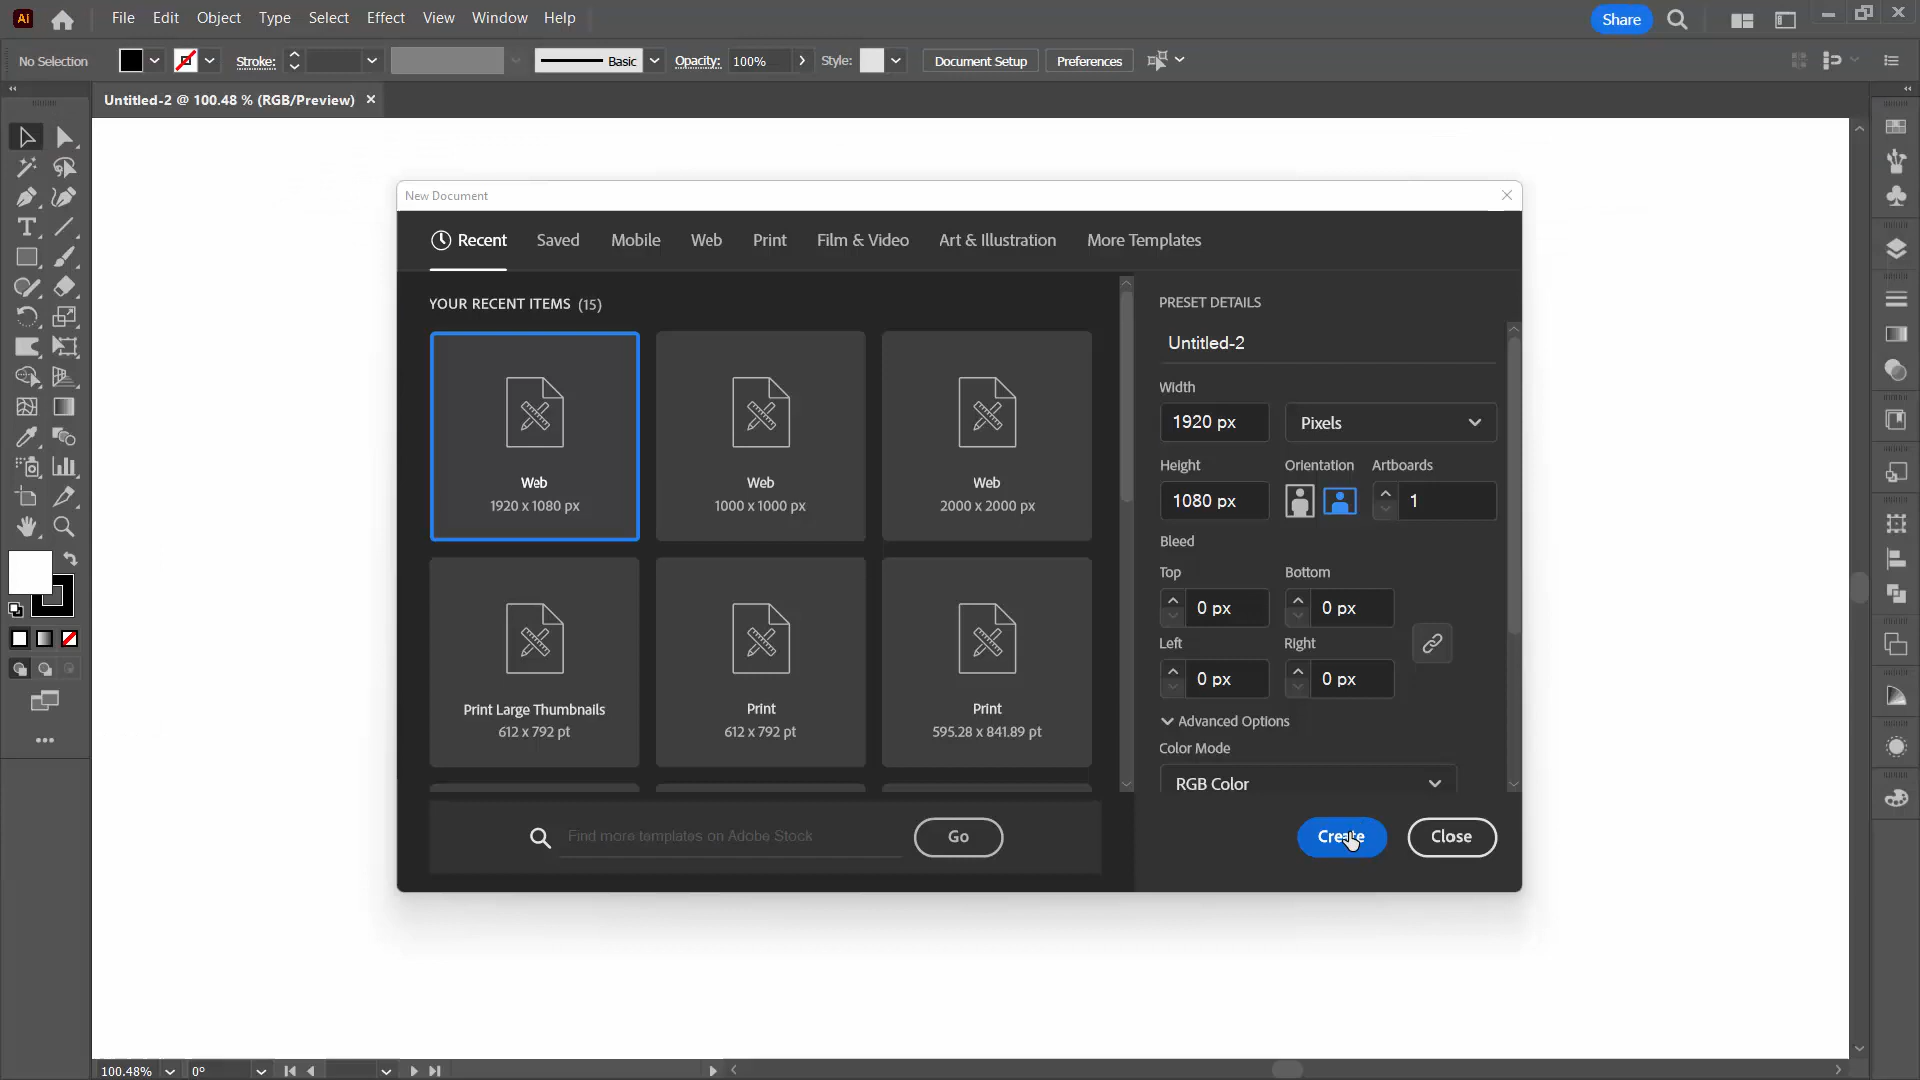 Ai File Edit Object Type Select Effect View Window Help Share
No Selection Stroke: Basic Opacity: 100% Style: Document Setup Preferences
Untitled-2 @ 100.48 % (RGB/Preview)
New Document
Recent Saved Mobile Web Print Film & Video Art & Illustration More Templates
YOUR RECENT ITEMS (15)
Web
1920 x 1080 px
Web
1000 x 1000 px
Web
2000 x 2000 px
Print Large Thumbnails
612 x 792 pt
Print
612 x 792 pt
Print
595.28 x 841.89 pt
Find more templates on Adobe Stock
Go
PRESET DETAILS
Untitled-2
Width
1920 px Pixels
Height Orientation Artboards
1080 px 1
Bleed
Top Bottom
0 px 0 px
Left Right
0 px 0 px
Advanced Options
Color Mode
RGB Color
Create Close
100.48% 0°